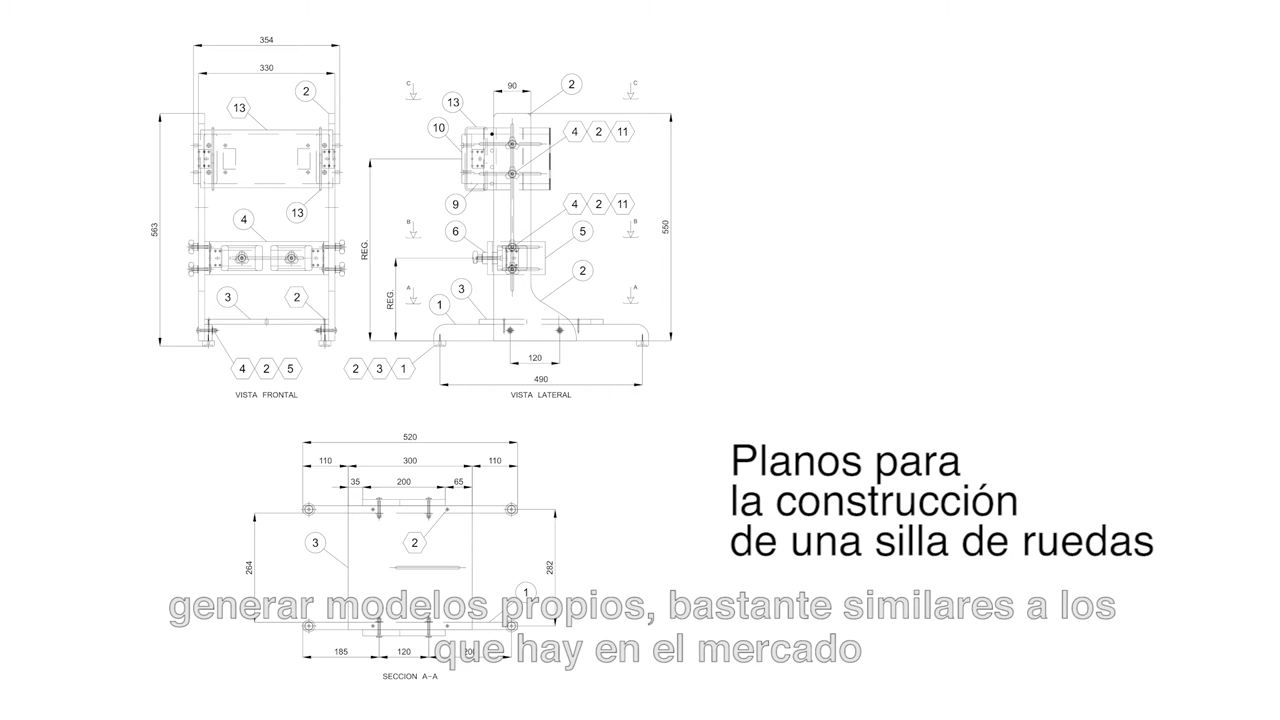 354
330
2
13
13
4
563
3
2
4 2 5
VISTA FRONTAL
C
C
90
2
13
10
4 2 11
9
4 2 11
B
B
6
5
550
REG.
REG.
2
A
A
3
1
120
2 3 1
490
VISTA LATERAL
520
110 300 110
35 200 65
3
2
264
282
1
185 120 200
SECCION A-A
Planos para
la construcción
de una silla de ruedas
generar modelos propios, bastante similares a los
que hay en el mercado